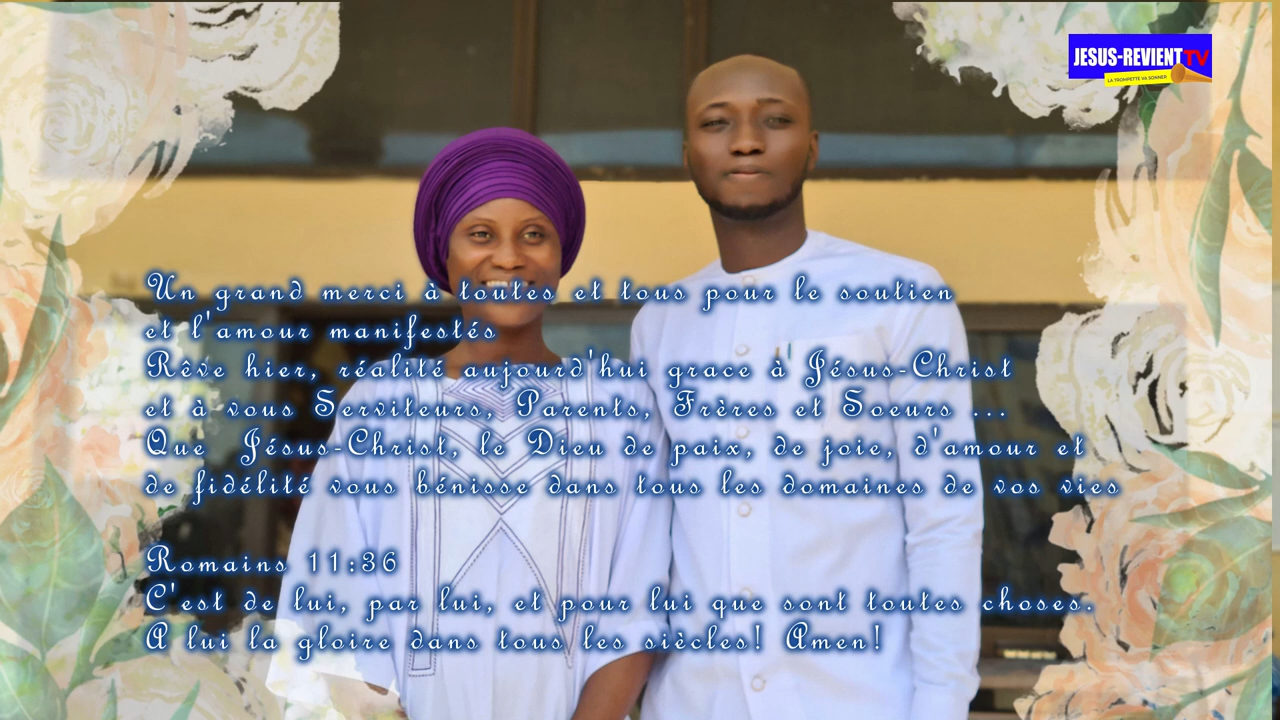 JESUS-REVIENT TV
LA TROMPETTE VA SONNER
Un grand merci à toutes et tous pour le soutien
et l'amour manifestés
Rêve hier, réalité aujourd'hui grace à Jésus-Christ
et à vous Serviteurs, Parents, Frères et Soeurs ...
Que Jésus-Christ, le Dieu de paix, de joie, d'amour et
de fidélité vous bénisse dans tous les domaines de vos vies
Romains 11:36
C'est de lui, par lui, et pour lui que sont toutes choses.
A lui la gloire dans tous les siècles! Amen!